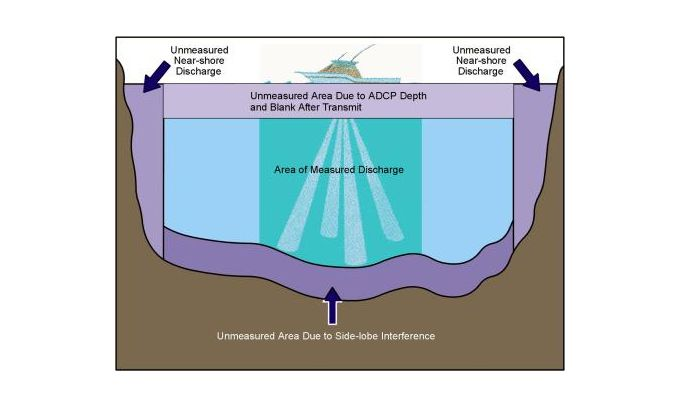 Unmeasured
Near-shore
Discharge
Unmeasured
Near-shore
Discharge
Unmeasured Area Due to ADCP Depth
and Blank After Transmit
Area of Measured Discharge
Unmeasured Area Due to Side-lobe Interference